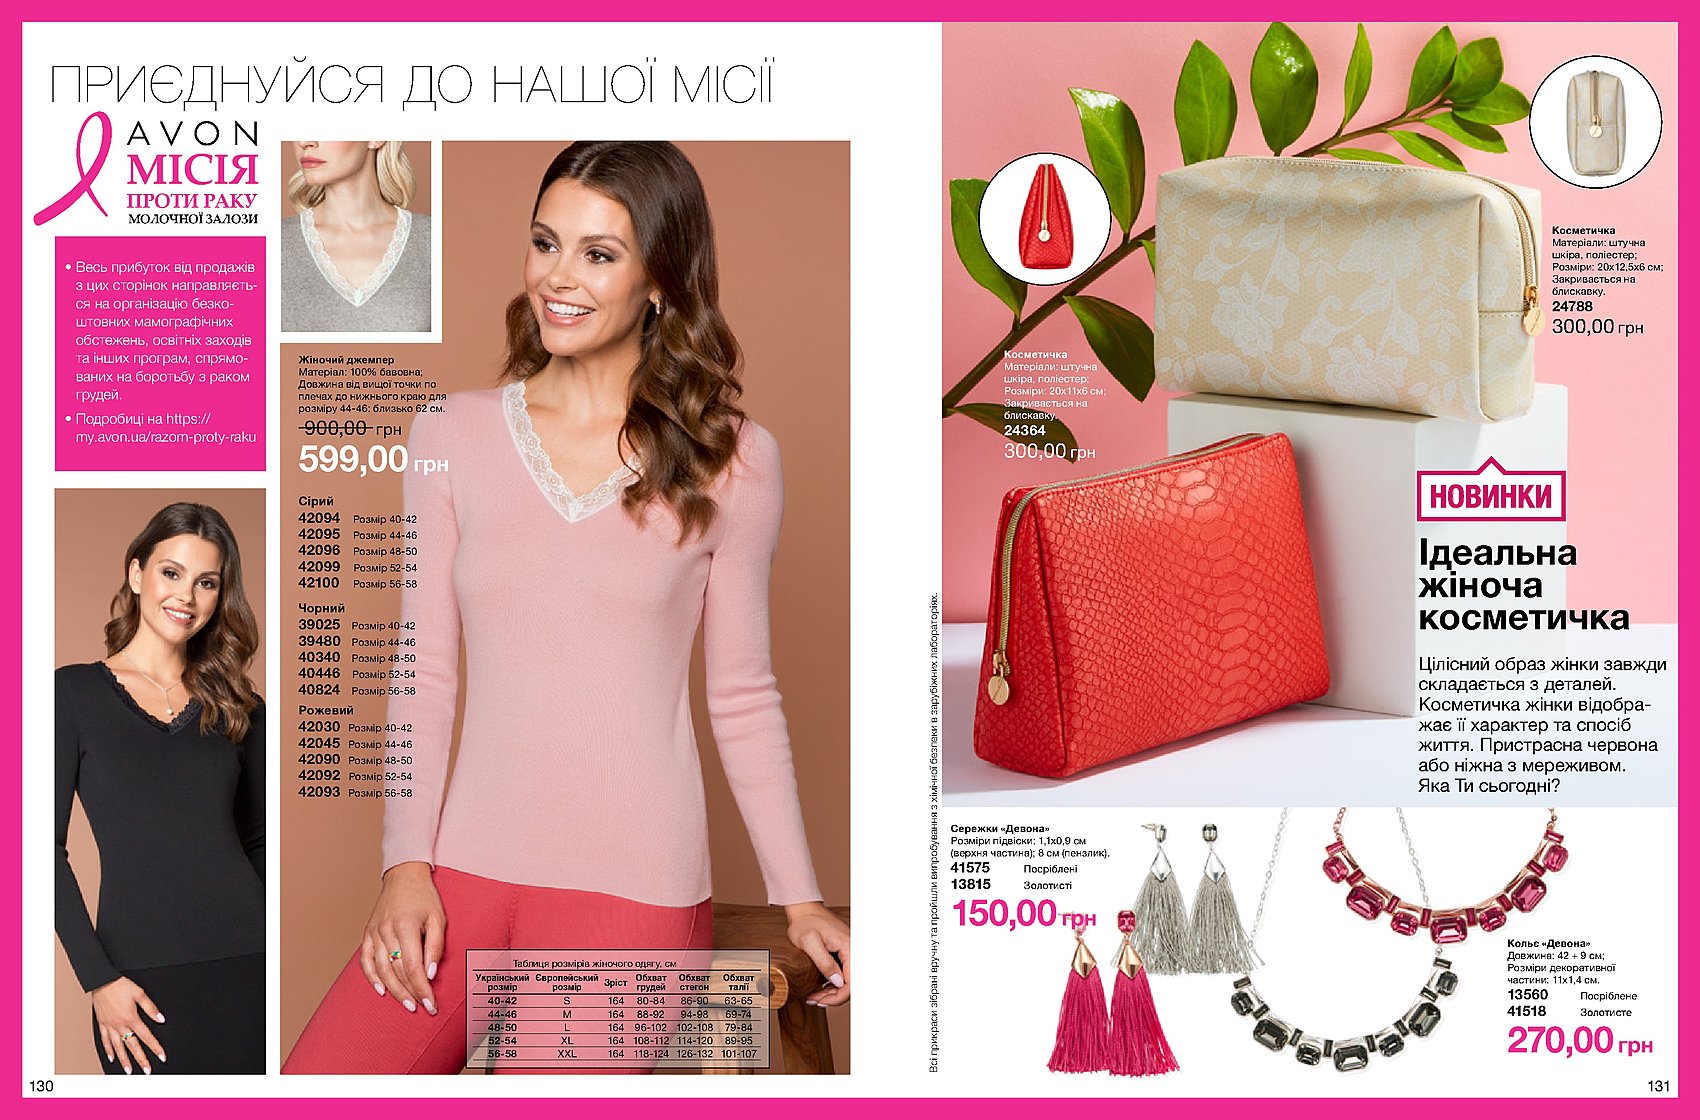 ПРИЄДНУЙСЯ ДО НАШОЇ МІСІЇ
AVON
МІСІЯ
ПРОТИ РАКУ
МОЛОЧНОЇ ЗАЛОЗИ
• Весь прибуток від продажів
з цих сторінок направляєть-
ся на організацію безко-
штовних мамографічних
обстежень, освітніх заходів
та інших програм, спрямо-
ваних на боротьбу з раком
грудей.
• Подробиці на https://
my.avon.ua/razom-proty-raku
Жіночий джемпер
Матеріал: 100% бавовна;
Довжина від вищої точки по
плечах до нижнього краю для
розміру 44-46: близько 62 см.
900,00 грн
599,00 грн
Сірий
42094 Розмір 40-42
42095 Розмір 44-46
42096 Розмір 48-50
42099 Розмір 52-54
42100 Розмір 56-58
Чорний
39025 Розмір 40-42
39480 Розмір 44-46
40340 Розмір 48-50
40446 Розмір 52-54
40824 Розмір 56-58
Рожевий
42030 Розмір 40-42
42045 Розмір 44-46
42090 Розмір 48-50
42092 Розмір 52-54
42093 Розмір 56-58
Таблиця розмірів жіночого одягу, см
Український розмір Європейський розмір Зріст Обхват грудей Обхват стегон Обхват талії
40-42 S 164 80-84 86-90 63-65
44-46 M 164 88-92 94-98 69-74
48-50 L 164 96-102 102-108 79-84
52-54 XL 164 108-112 114-120 89-95
56-58 XXL 164 118-124 126-132 101-107
130
Всі прикраси зібрані вручну та пройшли випробування з хімічної безпеки в зарубіжних лабораторіях.
Косметичка
Матеріали: штучна
шкіра, поліестер;
Розміри: 20х12,5х6 см;
Закривається на
блискавку.
24788
300,00 грн
Косметичка
Матеріали: штучна
шкіра, поліестер;
Розміри: 20х11х6 см;
Закривається на
блискавку.
24364
300,00 грн
НОВИНКИ
Ідеальна
жіноча
косметичка
Цілісний образ жінки завжди
складається з деталей.
Косметичка жінки відобра-
жає її характер та спосіб
життя. Пристрасна червона
або ніжна з мереживом.
Яка Ти сьогодні?
Сережки «Девона»
Розміри підвіски: 1,1х0,9 см
(верхня частина); 8 см (пензлик).
41575 Посріблені
13815 Золотисті
150,00 грн
Кольє «Девона»
Довжина: 42 + 9 см;
Розміри декоративної
частини: 11х1,4 см.
13560 Посріблене
41518 Золотисте
270,00 грн
131